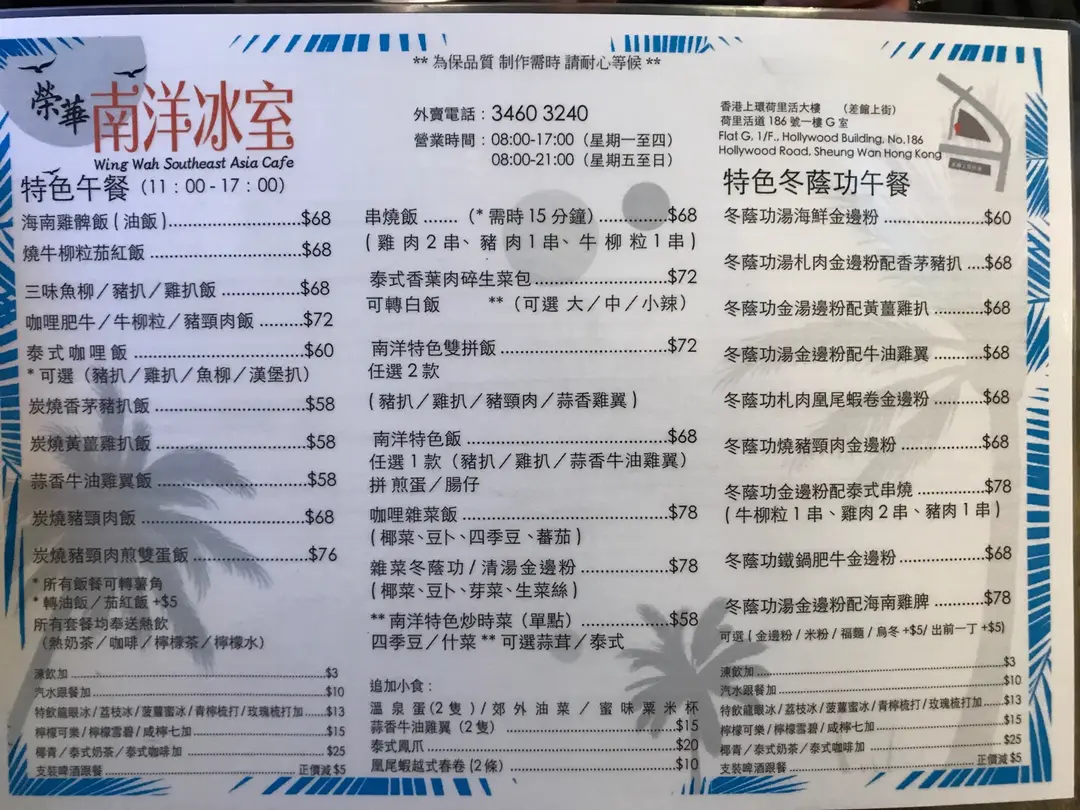 ** 為保品質 制作需時 請耐心等候 **
榮華 南洋冰室
Wing Wah Southeast Asia Cafe
外賣電話：3460 3240
營業時間：08:00-17:00（星期一至四）
08:00-21:00（星期五至日）
香港上環荷里活大樓 （差館上街）
荷里活道 186 號一樓 G 室
Flat G, 1/F., Hollywood Building, No.186
Hollywood Road, Sheung Wan Hong Kong
特色午餐（11：00-17：00）
海南雞髀飯 ( 油飯 )....................$68
燒牛柳粒茄紅飯 ....................$68
三味魚柳／豬扒／雞扒飯 ..............$68
咖哩肥牛／牛柳粒／豬頸肉飯 ........$72
泰式咖哩飯 ....................$60
* 可選（豬扒／雞扒／魚柳／漢堡扒）
炭燒香茅豬扒飯 ....................$58
炭燒黃薑雞扒飯 ....................$58
蒜香牛油雞翼飯 ....................$58
炭燒豬頸肉飯 ....................$68
炭燒豬頸肉煎雙蛋飯 ....................$76
* 所有飯餐可轉薯角
* 轉油飯／茄紅飯 +$5
所有套餐均奉送熱飲
（熱奶茶／咖啡／檸檬茶／檸檬水）
凍飲加 ....................$3
汽水跟餐加 ....................$10
特飲龍眼冰／荔枝冰／菠蘿蜜冰／青檸梳打／玫瑰梳打加......$13
檸檬可樂／檸檬雪碧／咸檸七加 ....................$15
椰青／泰式奶茶／泰式咖啡加 ....................$25
支裝啤酒跟餐 ....................正價減 $5
串燒飯 ......（* 需時 15 分鐘）..............$68
( 雞肉 2 串、豬肉 1 串、牛柳粒 1 串 )
泰式香葉肉碎生菜包....................$72
可轉白飯 **（可選 大／中／小辣）
南洋特色雙拼飯....................$72
任選 2 款
( 豬扒／雞扒／豬頸肉／蒜香雞翼 )
南洋特色飯 ....................$68
任選 1 款（豬扒／雞扒／蒜香牛油雞翼）
拼 煎蛋／腸仔
咖哩雜菜飯 ....................$78
( 椰菜、豆卜、四季豆、蕃茄 )
雜菜冬蔭功 / 清湯金邊粉..............$78
( 椰菜、豆卜、芽菜、生菜絲 )
** 南洋特色炒時菜（單點）..............$58
四季豆／什菜 ** 可選蒜茸／泰式
追加小食：
溫泉蛋(2 隻 ) / 郊外油菜 / 蜜味粟米杯
蒜香牛油雞翼（2 隻）....................$15
泰式鳳爪....................$20
鳳尾蝦越式春卷 (2 條) ....................$10
特色冬蔭功午餐
冬蔭功湯海鮮金邊粉....................$60
冬蔭功湯札肉金邊粉配香茅豬扒 ....$68
冬蔭功金湯邊粉配黃薑雞扒 ........$68
冬蔭功湯金邊粉配牛油雞翼 ........$68
冬蔭功札肉鳳尾蝦卷金邊粉 ........$68
冬蔭功燒豬頸肉金邊粉 ..............$68
冬蔭功金邊粉配泰式串燒 ............$78
( 牛柳粒 1 串、雞肉 2 串、豬肉 1 串 )
冬蔭功鐵鍋肥牛金邊粉..............$68
冬蔭功湯金邊粉配海南雞髀 ........$78
可選 ( 金邊粉 / 米粉 / 福麵 / 烏冬 +$5/ 出前一丁 +$5)
凍飲加....................$3
汽水跟餐加....................$10
特飲龍眼冰／荔枝冰／菠蘿蜜冰／青檸梳打／玫瑰梳打加......$13
檸檬可樂／檸檬雪碧／咸檸七加 ....................$15
椰青／泰式奶茶／泰式咖啡加 ....................$25
支裝啤酒跟餐 ....................正價減 $5